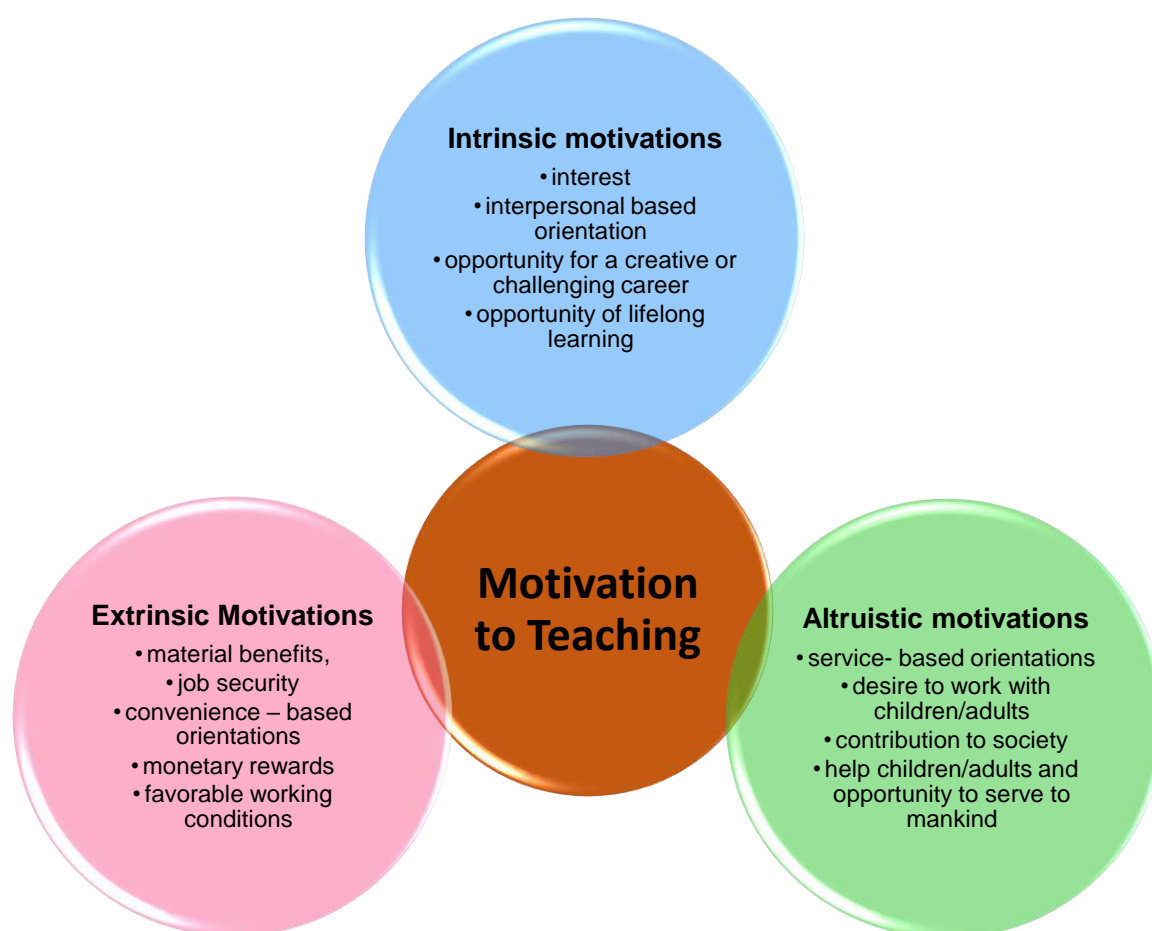 Intrinsic motivations
• interest
• interpersonal based
orientation
• opportunity for a creative or
challenging career
• opportunity of lifelong
learning
Motivation
to Teaching
Extrinsic Motivations
• material benefits,
• job security
• convenience – based
orientations
• monetary rewards
• favorable working
conditions
Altruistic motivations
• service- based orientations
• desire to work with
children/adults
• contribution to society
• help children/adults and
opportunity to serve to
mankind